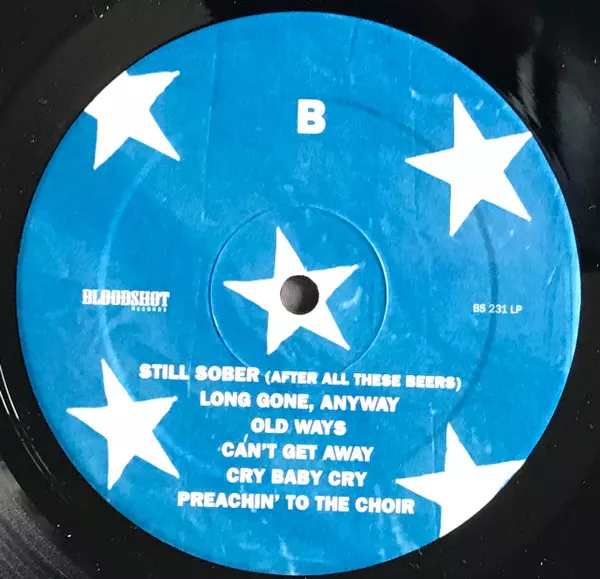 B
BLOODSHOT
RECORDS
BS 231 LP
STILL SOBER (AFTER ALL THESE BEERS)
LONG GONE, ANYWAY
OLD WAYS
CAN'T GET AWAY
CRY BABY CRY
PREACHIN' TO THE CHOIR